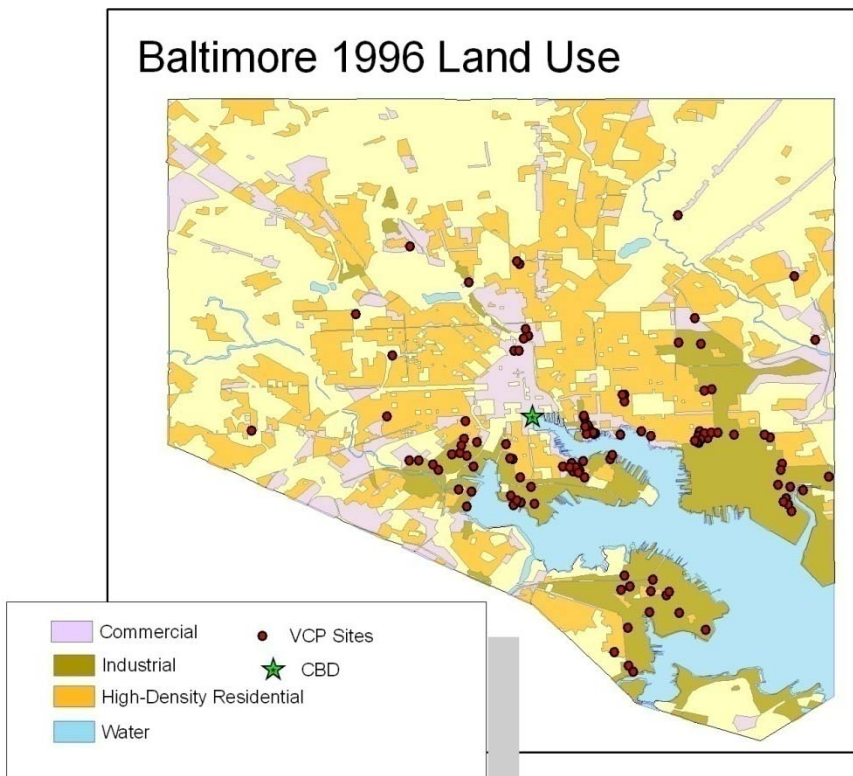 Baltimore 1996 Land Use
Commercial
VCP Sites
Industrial
CBD
High-Density Residential
Water